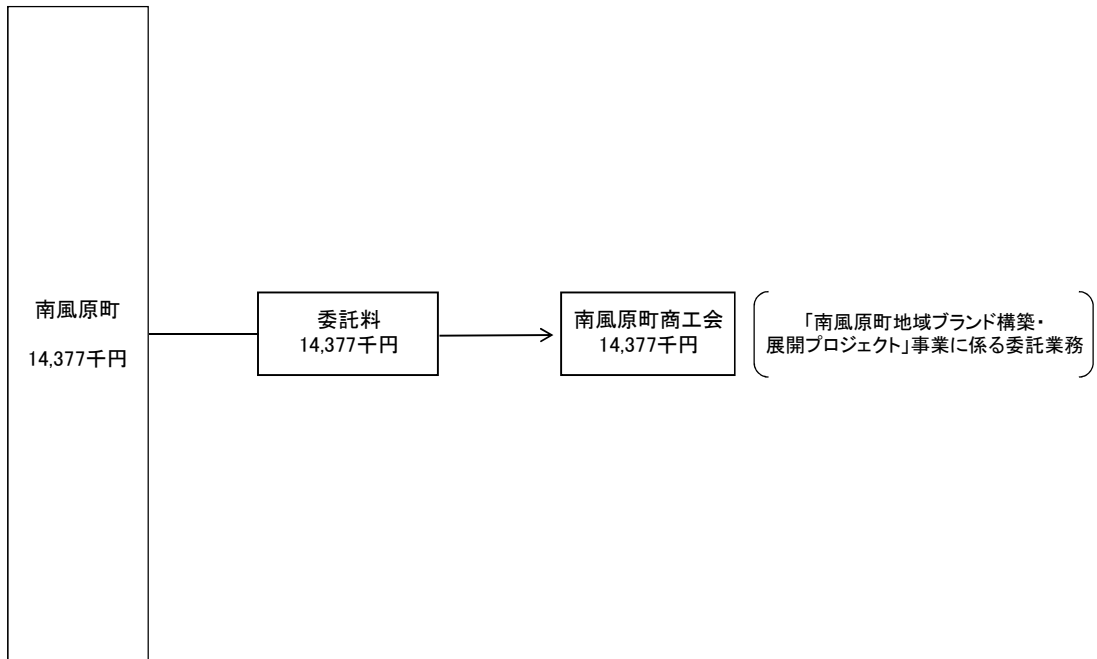 南風原町
14,377千円
委託料
14,377千円
南風原町商工会
14,377千円
「南風原町地域ブランド構築・
展開プロジェクト」事業に係る委託業務